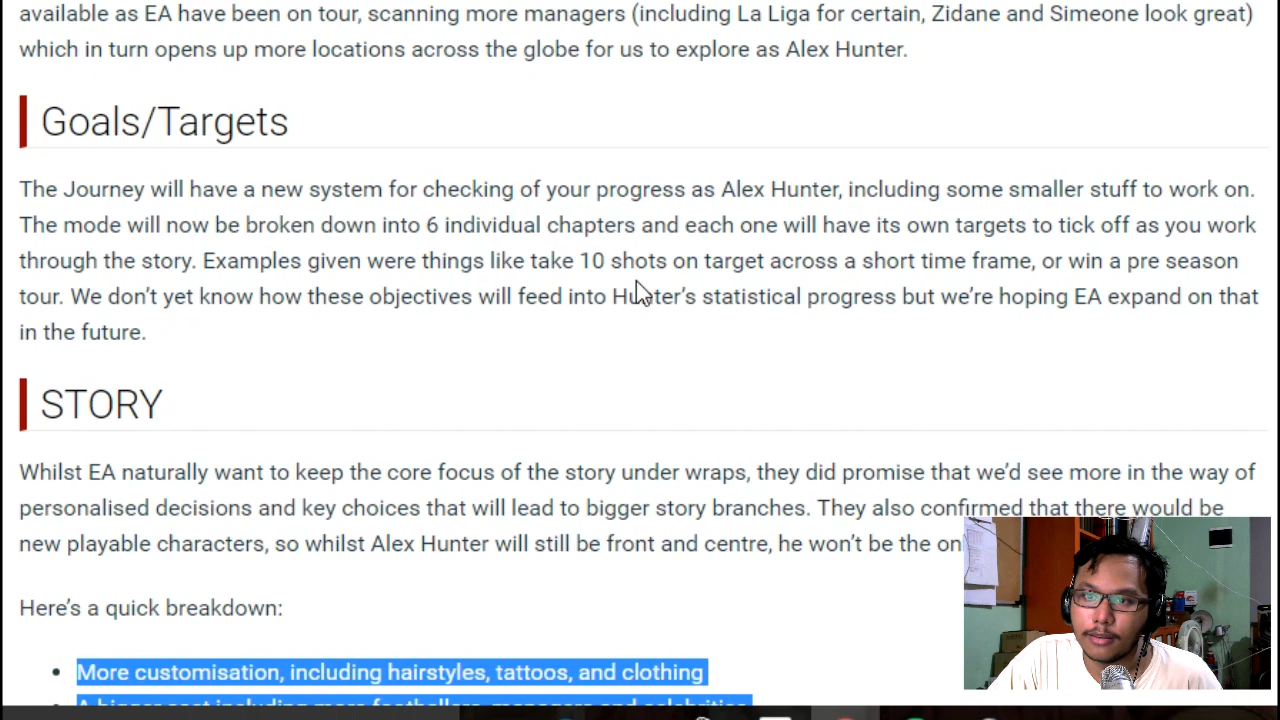 available as EA have been on tour, scanning more managers (including La Liga for certain, Zidane and Simeone look great)
which in turn opens up more locations across the globe for us to explore as Alex Hunter.
Goals/Targets
The Journey will have a new system for checking of your progress as Alex Hunter, including some smaller stuff to work on.
The mode will now be broken down into 6 individual chapters and each one will have its own targets to tick off as you work
through the story. Examples given were things like take 10 shots on target across a short time frame, or win a pre season
tour. We don't yet know how these objectives will feed into Hunter's statistical progress but we're hoping EA expand on that
in the future.
STORY
Whilst EA naturally want to keep the core focus of the story under wraps, they did promise that we'd see more in the way of
personalised decisions and key choices that will lead to bigger story branches. They also confirmed that there would be
new playable characters, so whilst Alex Hunter will still be front and centre, he won't be the
Here's a quick breakdown:
• More customisation, including hairstyles, tattoos, and clothing
• A bigger cast including more footballers, managers and celebrities